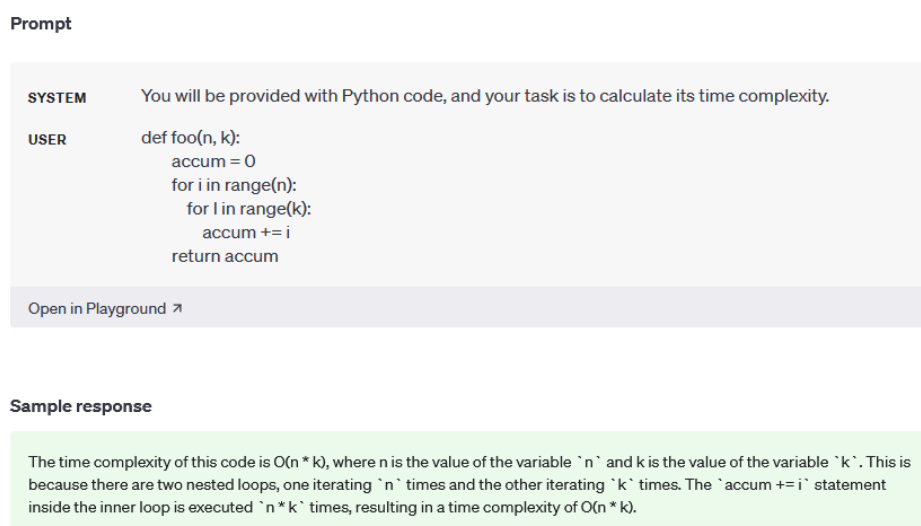 Prompt
SYSTEM You will be provided with Python code, and your task is to calculate its time complexity.
USER def foo(n, k):
accum = 0
for i in range(n):
for l in range(k):
accum += i
return accum
Open in Playground ↗
Sample response
The time complexity of this code is O(n * k), where n is the value of the variable `n` and k is the value of the variable `k`. This is
because there are two nested loops, one iterating `n` times and the other iterating `k` times. The `accum += i` statement
inside the inner loop is executed `n * k` times, resulting in a time complexity of O(n * k).